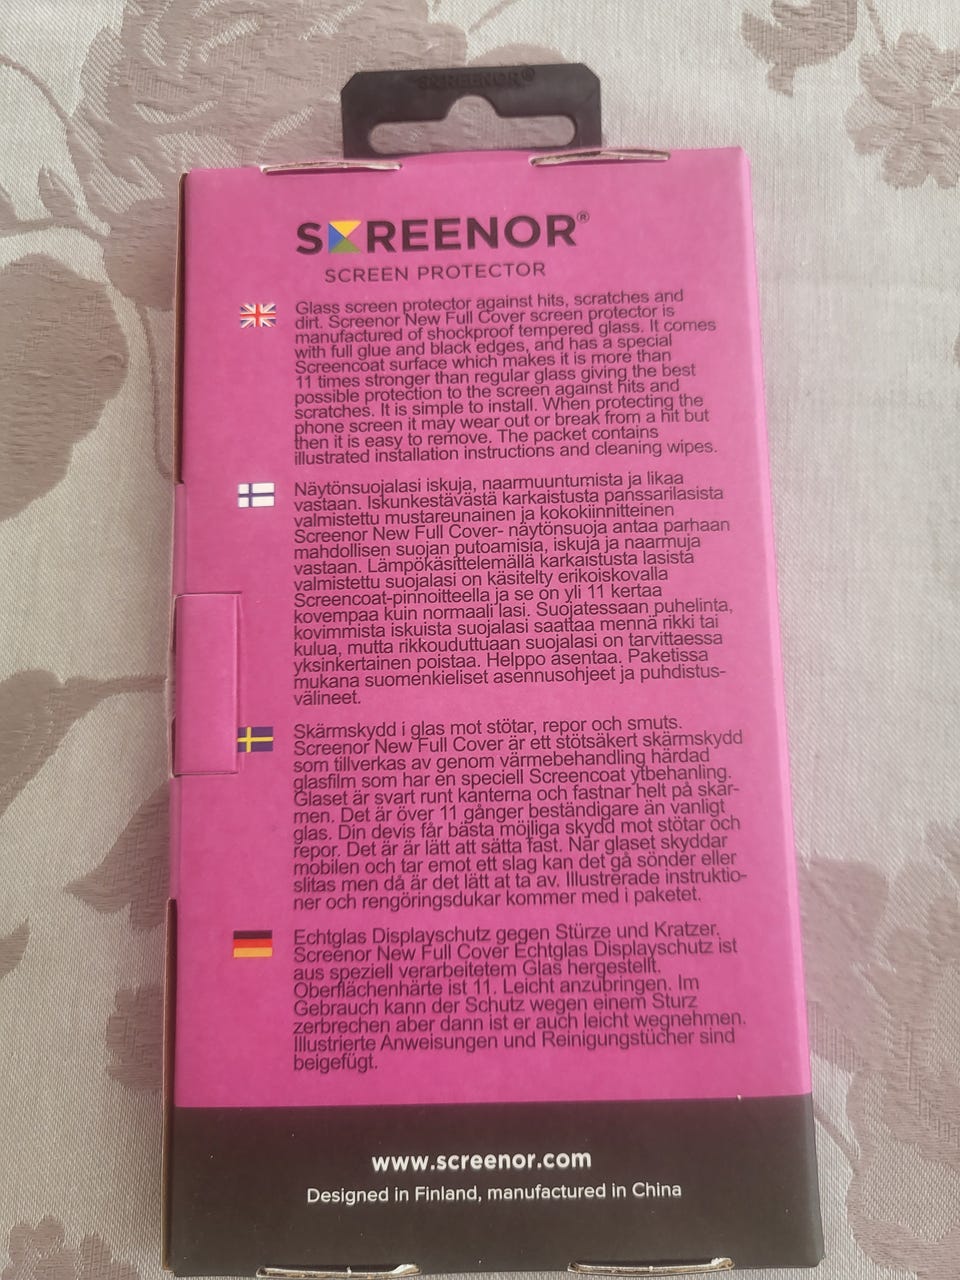 SCREENOR®
SCREENOR®
SCREEN PROTECTOR
Glass screen protector against hits, scratches and
dirt. Screenor New Full Cover screen protector is
manufactured of shockproof tempered glass. It comes
with full glue and black edges, and has a special
Screencoat surface which makes it is more than
11 times stronger than regular glass giving the best
possible protection to the screen against hits and
scratches. It is simple to install. When protecting the
phone screen it may wear out or break from a hit but
then it is easy to remove. The packet contains
illustrated installation instructions and cleaning wipes.
Näytönsuojalasi iskuja, naarmuuntumista ja likaa
vastaan. Iskunkestävästä karkaistusta panssarilasista
valmistettu mustareunainen ja kokokiinnitteinen
Screenor New Full Cover- näytönsuoja antaa parhaan
mahdollisen suojan putoamisia, iskuja ja naarmuja
vastaan. Lämpökäsittelemällä karkaistusta lasista
valmistettu suojalasi on käsitelty erikoiskovalla
Screencoat-pinnoitteella ja se on yli 11 kertaa
kovempaa kuin normaali lasi. Suojatessaan puhelinta,
kovimmista iskuista suojalasi saattaa mennä rikki tai
kulua, mutta rikkouduttuaan suojalasi on tarvittaessa
yksinkertainen poistaa. Helppo asentaa. Paketissa
mukana suomenkieliset asennusohjeet ja puhdistus-
välineet.
Skärmskydd i glas mot stötar, repor och smuts.
Screenor New Full Cover är ett stötsäkert skärmskydd
som tillverkas av genom värmebehandling härdad
glasfilm som har en speciell Screencoat ytbehanling.
Glaset är svart runt kanterna och fastnar helt på skär-
men. Det är över 11 gånger beständigare än vanligt
glas. Din devis får bästa möjliga skydd mot stötar och
repor. Det är är lätt att sätta fast. När glaset skyddar
mobilen och tar emot ett slag kan det gå sönder eller
slitas men då är det lätt at ta av. Illustrerade instruktio-
ner och rengöringsdukar kommer med i paketet.
Echtglas Displayschutz gegen Stürze und Kratzer.
Screenor New Full Cover Echtglas Displayschutz ist
aus speziell verarbeitetem Glas hergestellt.
Oberflächenhärte ist 11. Leicht anzubringen. Im
Gebrauch kann der Schutz wegen einem Sturz
zerbrechen aber dann ist er auch leicht wegnehmen.
Illustrierte Anweisungen und Reinigungstücher sind
beigefügt.
www.screenor.com
Designed in Finland, manufactured in China